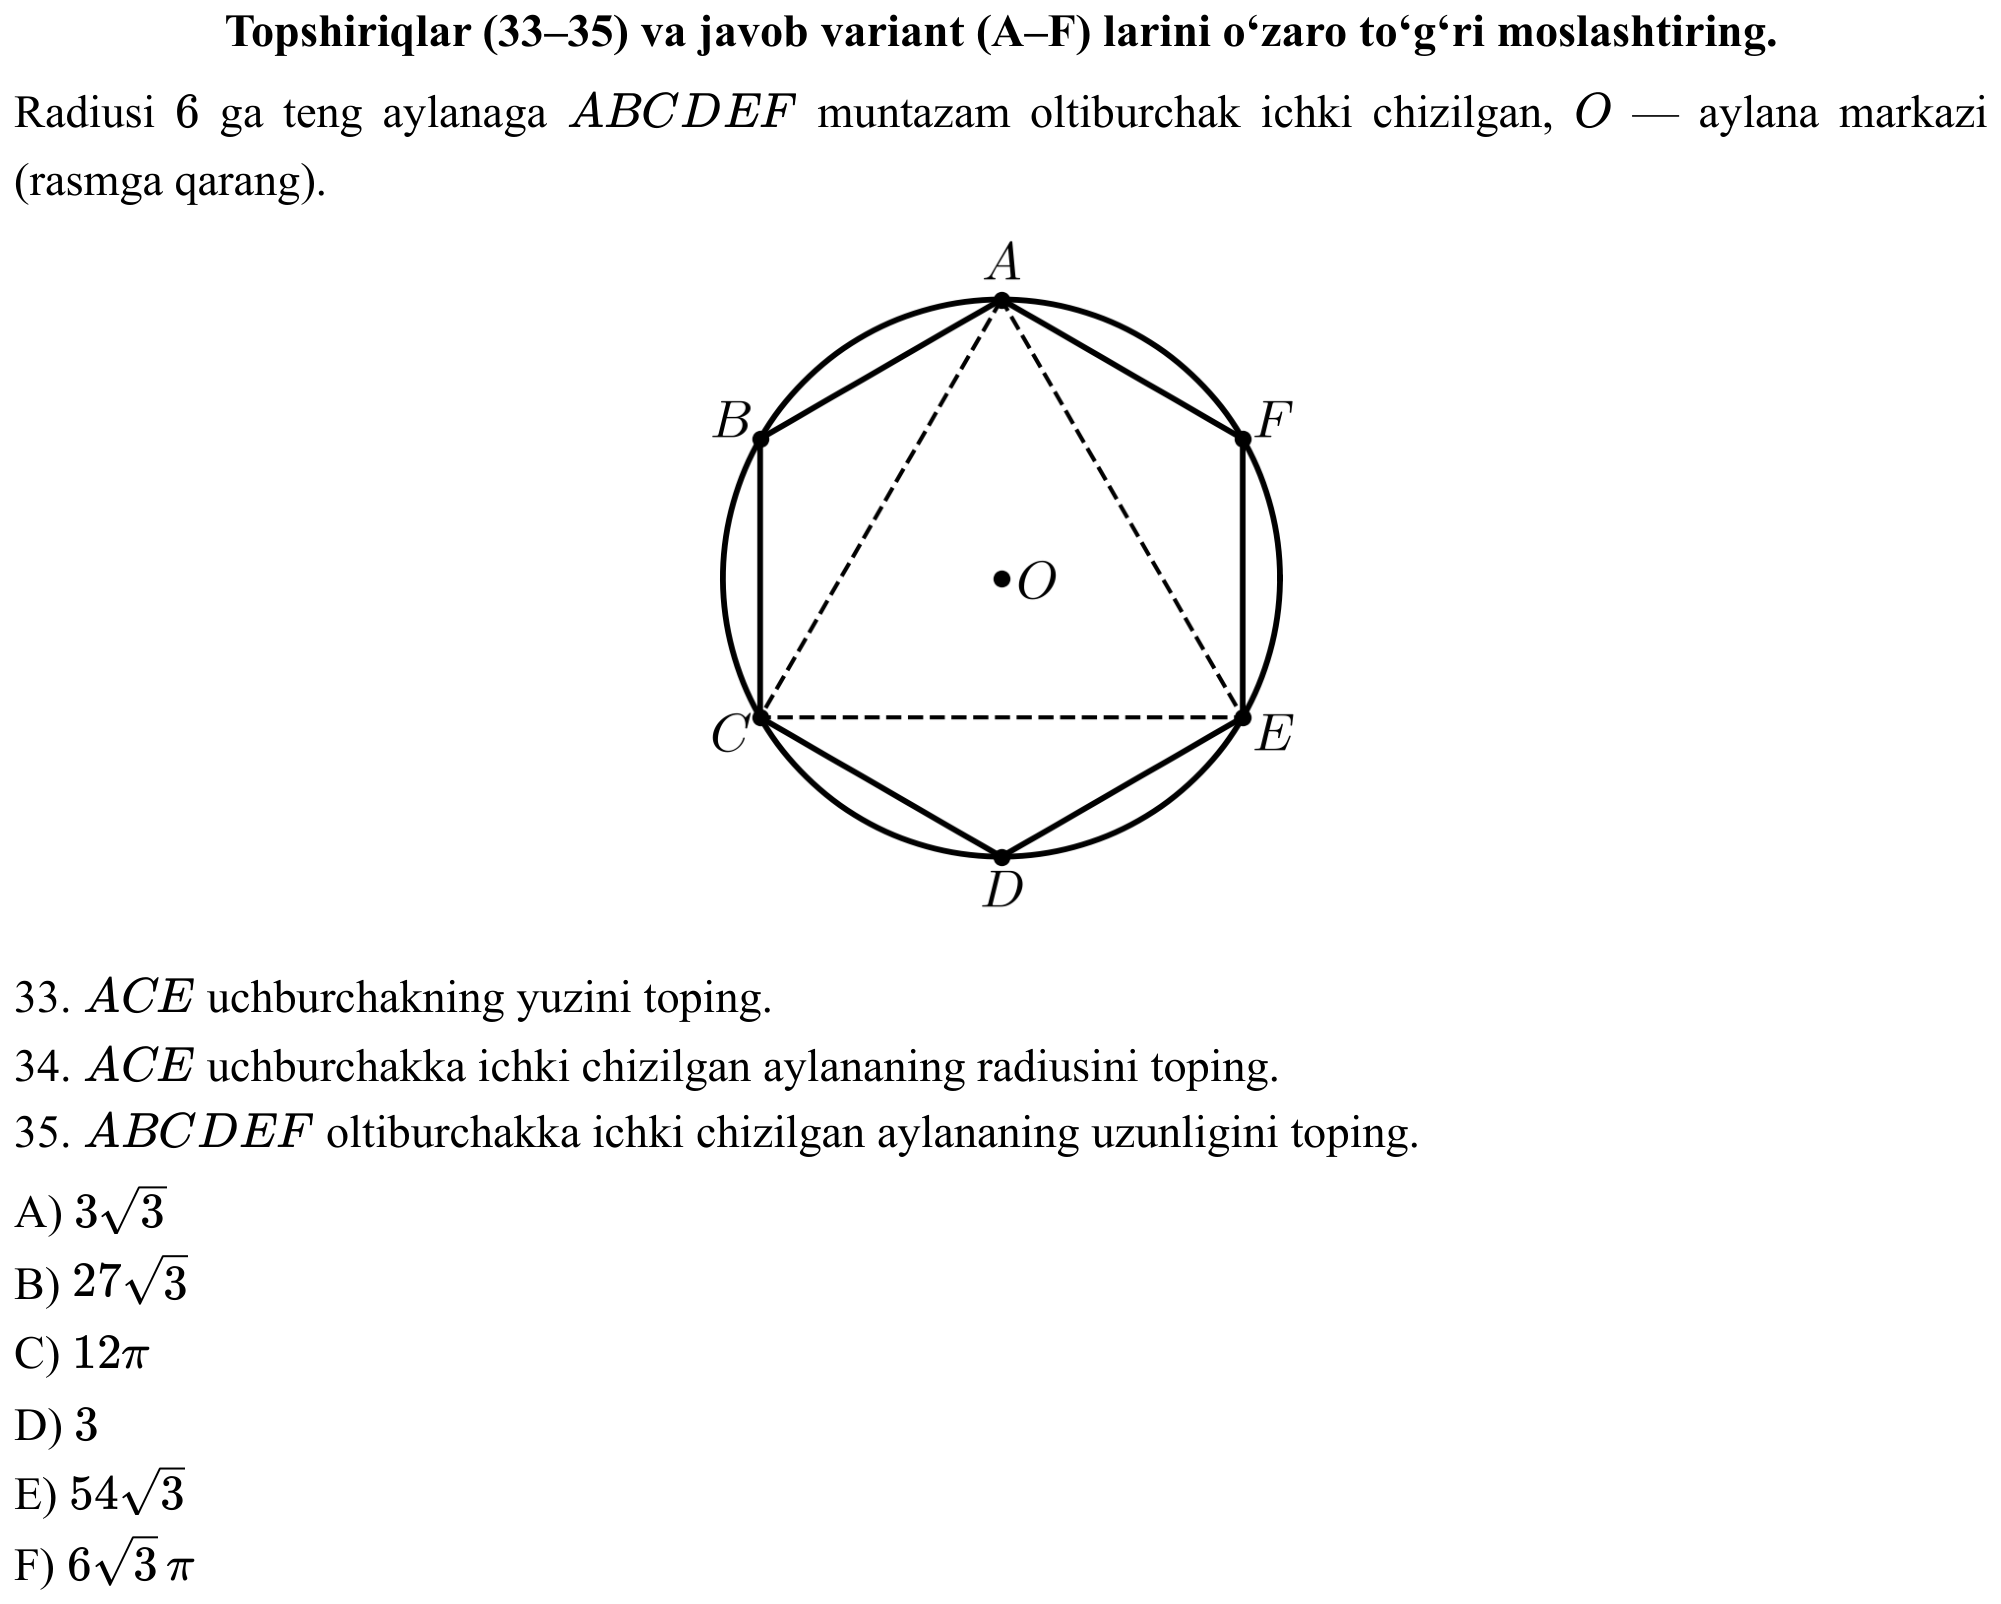 Topshiriqlar (33–35) va javob variant (A–F) larini o‘zaro to‘g‘ri moslashtiring.
Radiusi 6 ga teng aylanaga ABCDEF muntazam oltiburchak ichki chizilgan, O — aylana markazi
(rasmga qarang).
A
B
F
O
C
E
D
33. ACE uchburchakning yuzini toping.
34. ACE uchburchakka ichki chizilgan aylananing radiusini toping.
35. ABCDEF oltiburchakka ichki chizilgan aylananing uzunligini toping.
A) 3√3
B) 27√3
C) 12π
D) 3
E) 54√3
F) 6√3 π